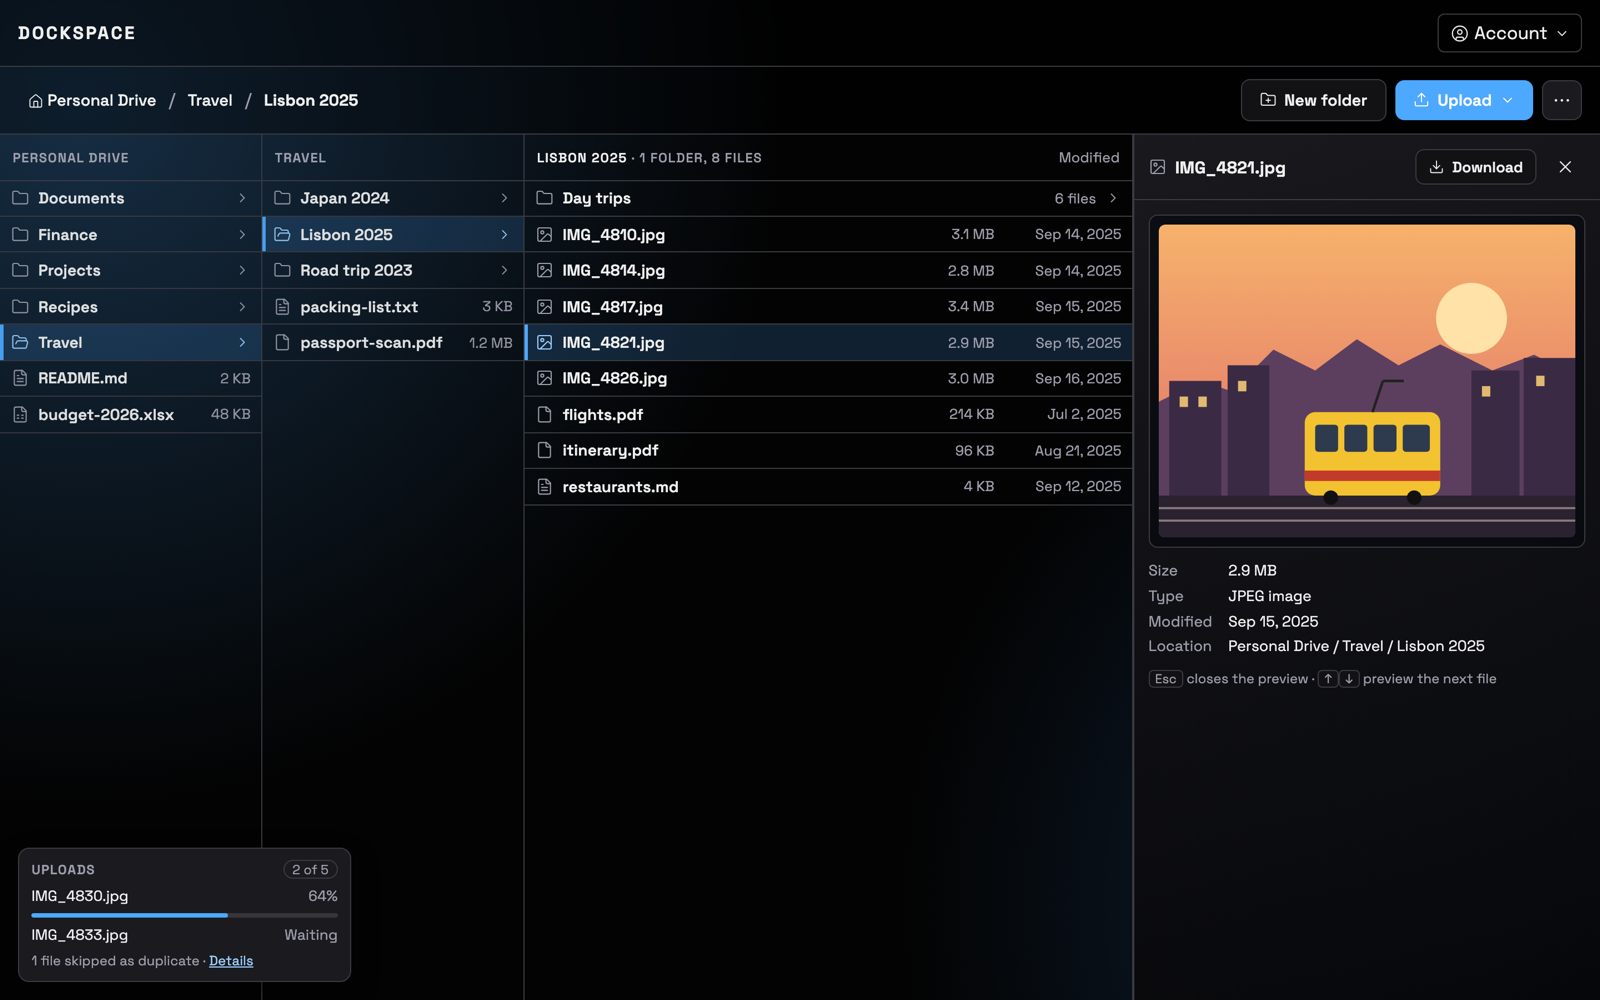 DOCKSPACE
Account
Personal Drive / Travel / Lisbon 2025
New folder
Upload
PERSONAL DRIVE
Documents
Finance
Projects
Recipes
Travel
README.md 2 KB
budget-2026.xlsx 48 KB
TRAVEL
Japan 2024
Lisbon 2025
Road trip 2023
packing-list.txt 3 KB
passport-scan.pdf 1.2 MB
LISBON 2025 · 1 FOLDER, 8 FILES Modified
Day trips 6 files
IMG_4810.jpg 3.1 MB Sep 14, 2025
IMG_4814.jpg 2.8 MB Sep 14, 2025
IMG_4817.jpg 3.4 MB Sep 15, 2025
IMG_4821.jpg 2.9 MB Sep 15, 2025
IMG_4826.jpg 3.0 MB Sep 16, 2025
flights.pdf 214 KB Jul 2, 2025
itinerary.pdf 96 KB Aug 21, 2025
restaurants.md 4 KB Sep 12, 2025
IMG_4821.jpg
Download
Size 2.9 MB
Type JPEG image
Modified Sep 15, 2025
Location Personal Drive / Travel / Lisbon 2025
Esc closes the preview · ↑ ↓ preview the next file
UPLOADS 2 of 5
IMG_4830.jpg 64%
IMG_4833.jpg Waiting
1 file skipped as duplicate · Details